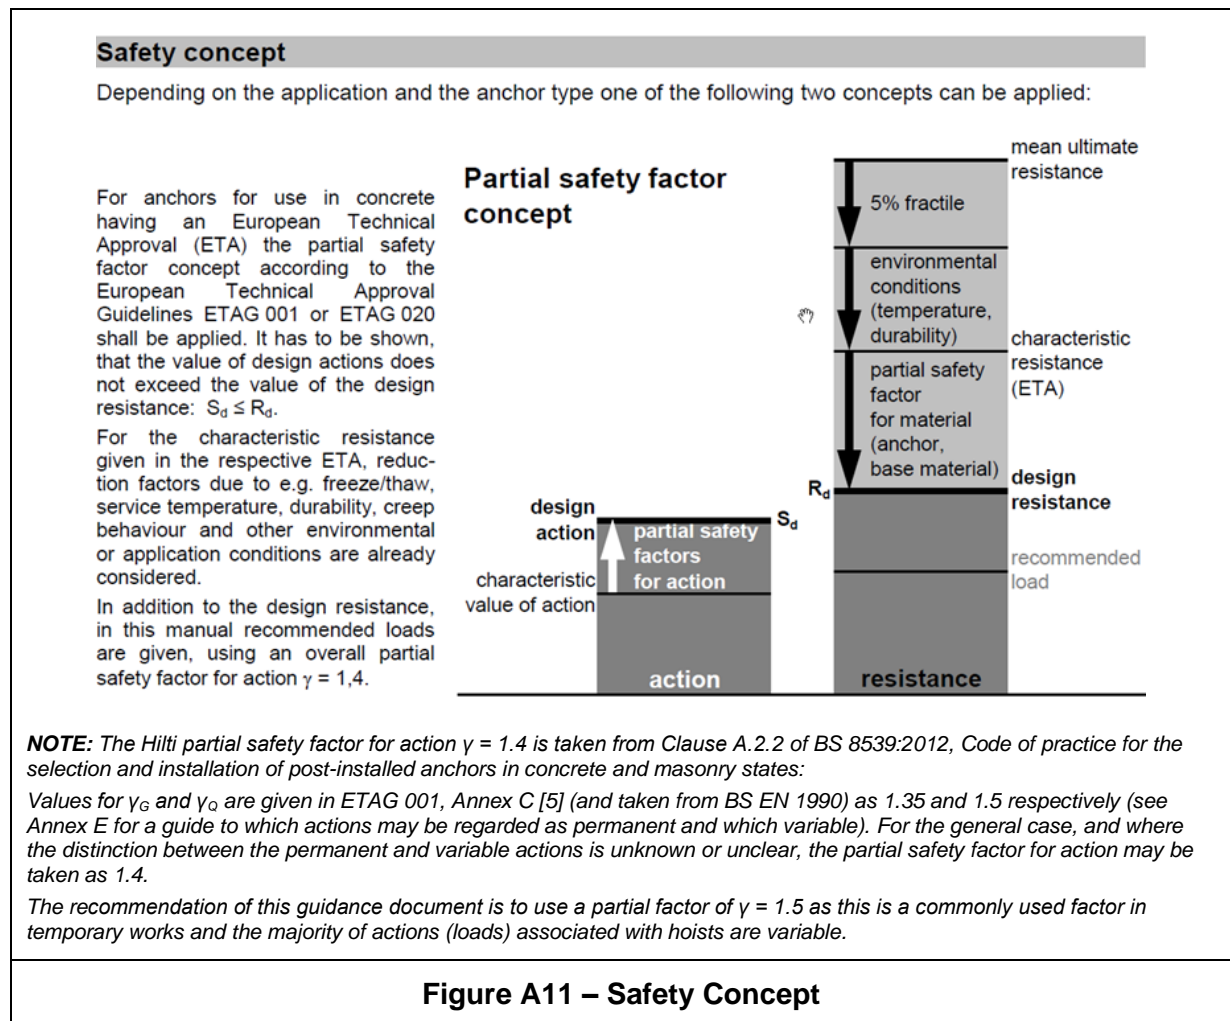 Safety concept
Depending on the application and the anchor type one of the following two concepts can be applied:
For anchors for use in concrete
having an European Technical
Approval (ETA) the partial safety
factor concept according to the
European Technical Approval
Guidelines ETAG 001 or ETAG 020
shall be applied. It has to be shown,
that the value of design actions does
not exceed the value of the design
resistance: Sd ≤ Rd.
For the characteristic resistance
given in the respective ETA, reduc-
tion factors due to e.g. freeze/thaw,
service temperature, durability, creep
behaviour and other environmental
or application conditions are already
considered.
In addition to the design resistance,
in this manual recommended loads
are given, using an overall partial
safety factor for action γ = 1,4.
Partial safety factor
concept
mean ultimate
resistance
5% fractile
environmental
conditions
(temperature,
durability)
characteristic
resistance
(ETA)
partial safety
factor
for material
(anchor,
base material)
Rd
design
resistance
design
action
Sd
partial safety
factors
for action
characteristic
value of action
recommended
load
action
resistance
NOTE: The Hilti partial safety factor for action γ = 1.4 is taken from Clause A.2.2 of BS 8539:2012, Code of practice for the
selection and installation of post-installed anchors in concrete and masonry states:
Values for γG and γQ are given in ETAG 001, Annex C [5] (and taken from BS EN 1990) as 1.35 and 1.5 respectively (see
Annex E for a guide to which actions may be regarded as permanent and which variable). For the general case, and where
the distinction between the permanent and variable actions is unknown or unclear, the partial safety factor for action may be
taken as 1.4.
The recommendation of this guidance document is to use a partial factor of γ = 1.5 as this is a commonly used factor in
temporary works and the majority of actions (loads) associated with hoists are variable.
Figure A11 – Safety Concept